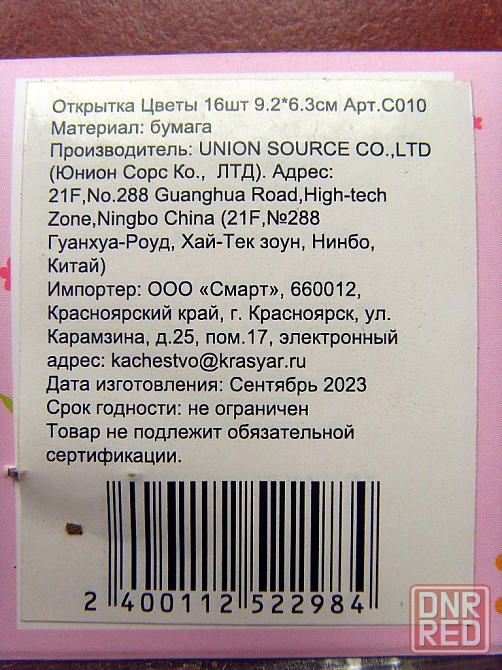 Открытка Цветы 16шт 9.2*6.3см Арт.С010
Материал: бумага
Производитель: UNION SOURCE CO.,LTD
(Юнион Сорс Ко., ЛТД). Адрес:
21F,No.288 Guanghua Road,High-tech
Zone,Ningbo China (21F,№288
Гуанхуа-Роуд, Хай-Тек зоун, Нинбо,
Китай)
Импортер: ООО «Смарт», 660012,
Красноярский край, г. Красноярск, ул.
Карамзина, д.25, пом.17, электронный
адрес: kachestvo@krasyar.ru
Дата изготовления: Сентябрь 2023
Срок годности: не ограничен
Товар не подлежит обязательной
сертификации.
2 400112 522984
DNR
RED